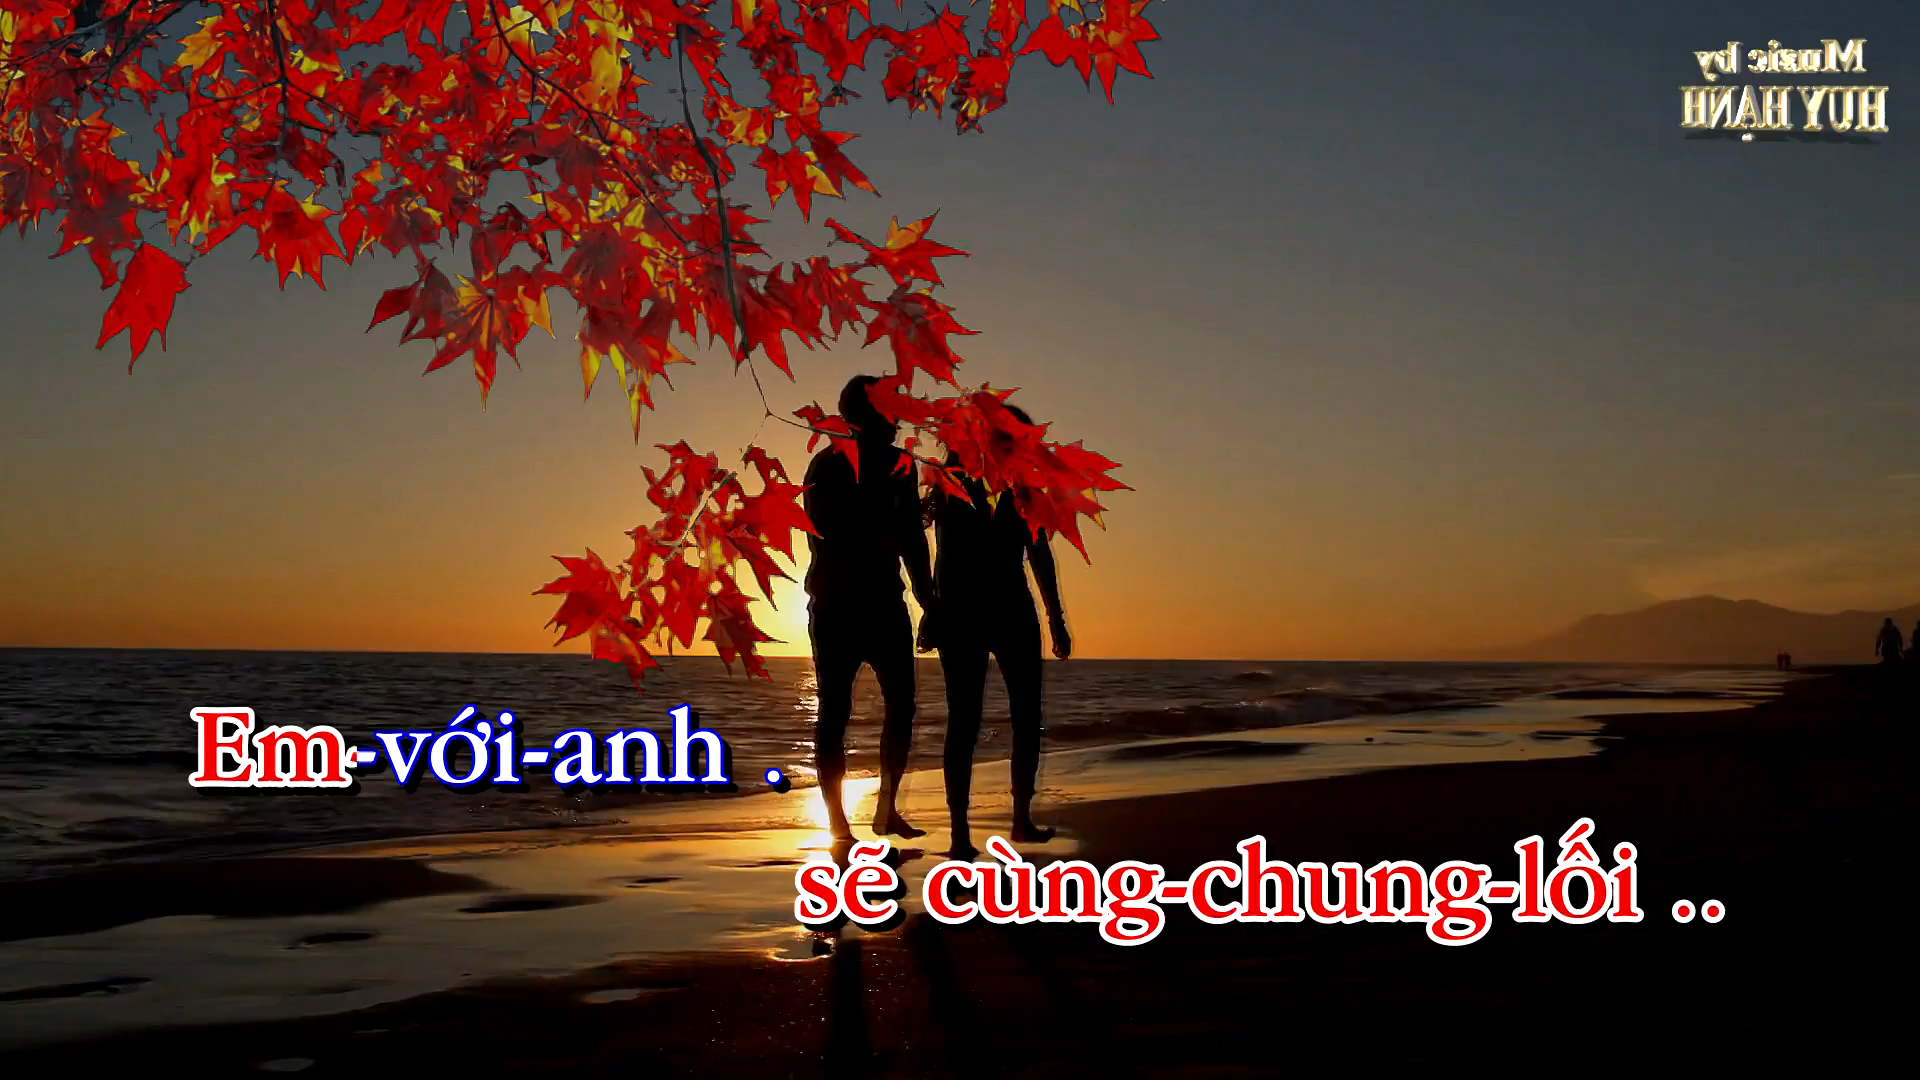 Music by
HUY HẠNH
Em-với-anh .
sẽ cùng-chung-lối ..